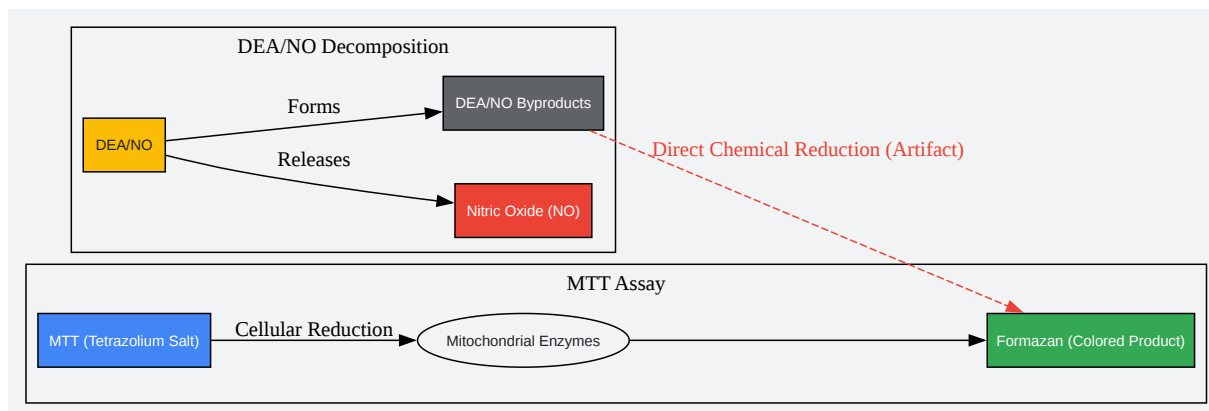 DEA/NO Decomposition
DEA/NO
Forms
DEA/NO Byproducts
Releases
Nitric Oxide (NO)
Direct Chemical Reduction (Artifact)
MTT Assay
MTT (Tetrazolium Salt)
Cellular Reduction
Mitochondrial Enzymes
Formazan (Colored Product)